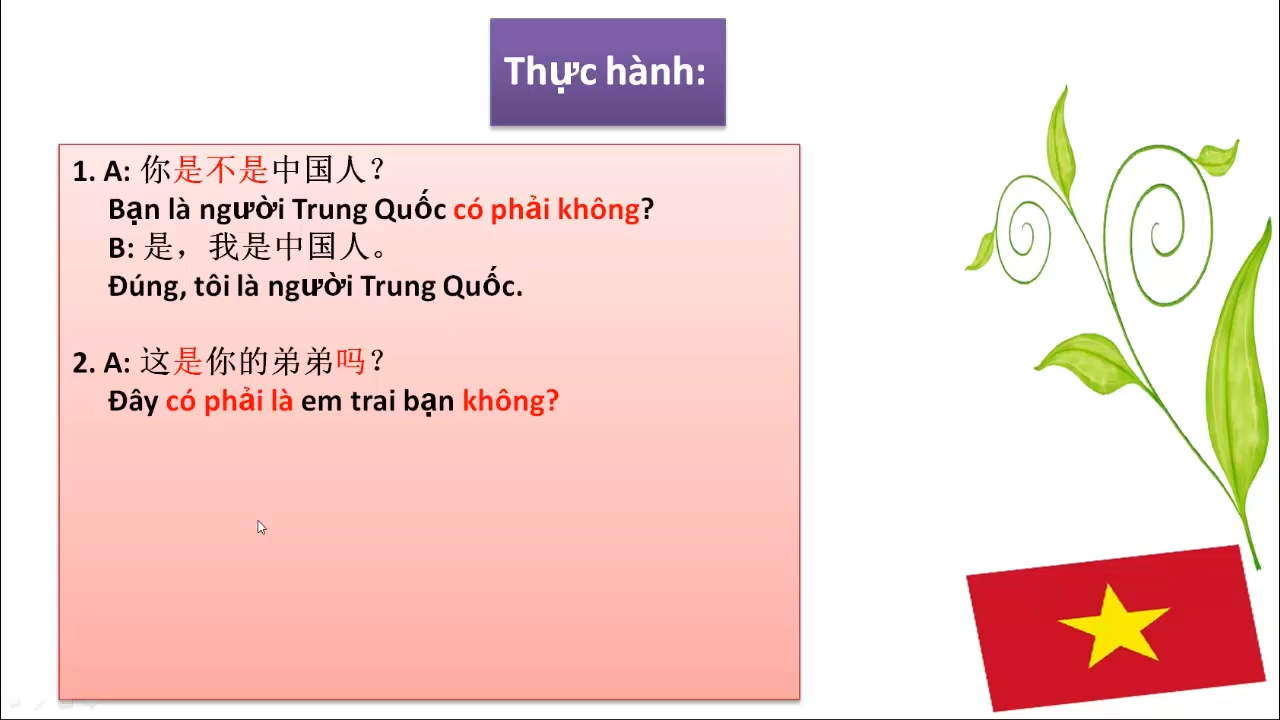 Thực hành:
1. A: 你是不是中国人？
Bạn là người Trung Quốc có phải không?
B: 是，我是中国人。
Đúng, tôi là người Trung Quốc.
2. A: 这是你的弟弟吗？
Đây có phải là em trai bạn không?